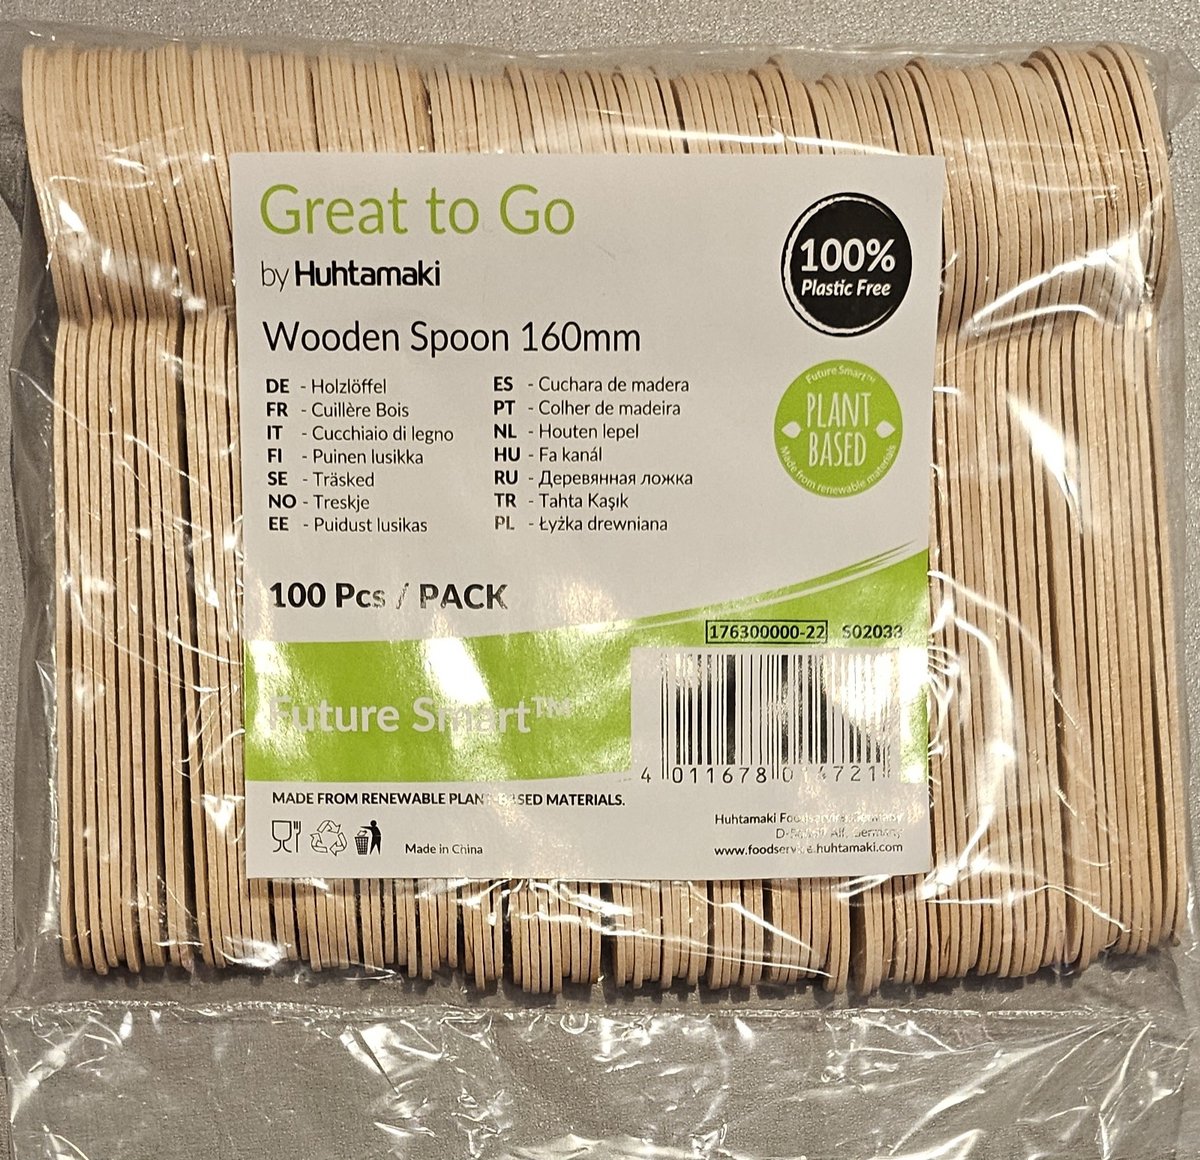 Great to Go
by Huhtamaki
100%
Plastic Free
Wooden Spoon 160mm
DE - Holzlöffel
FR - Cuillère Bois
IT - Cucchiaio di legno
FI - Puinen lusikka
SE - Träsked
NO - Treskje
EE - Puidust lusikas
ES - Cuchara de madera
PT - Colher de madeira
NL - Houten lepel
HU - Fa kanál
RU - Деревянная ложка
TR - Tahta Kaşık
PL - Łyżka drewniana
Future Smart™
PLANT
BASED
Made from renewable materials
100 Pcs / PACK
176300000-22 S02033
Future Smart™
4 011678 721
MADE FROM RENEWABLE PLANT-BASED MATERIALS.
Made in China
Huhtamaki Foodservice Germany
Alf, Germany
www.foodservice.huhtamaki.com